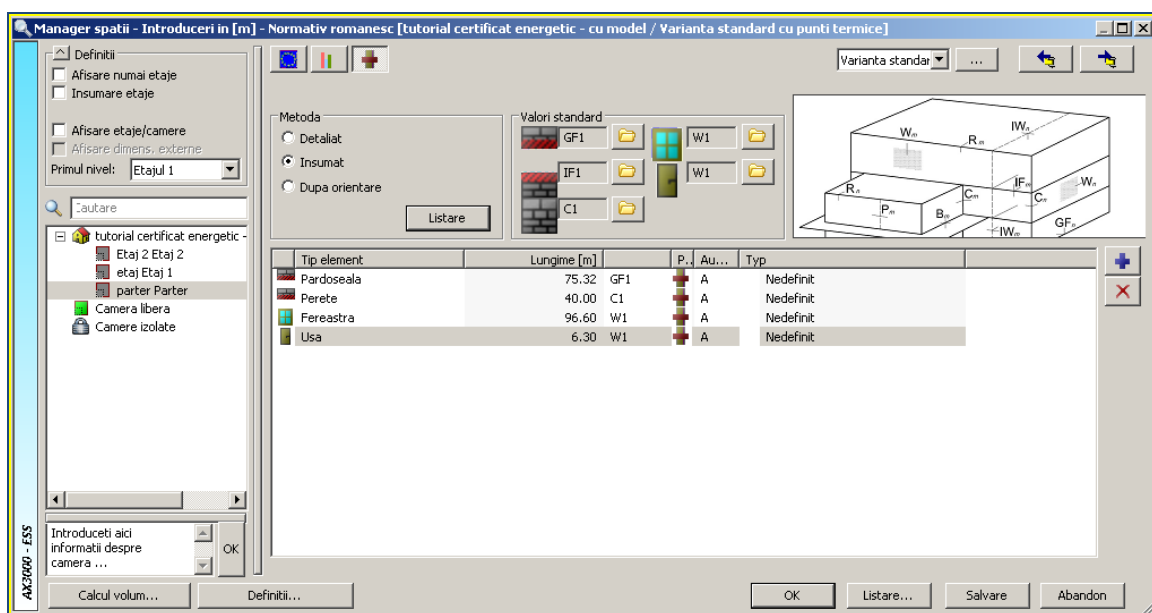 Manager spatii - Introduceri in [m] - Normativ romanesc [tutorial certificat energetic - cu model / Varianta standard cu punti termice]
AX3000 - ESS
Definitii
Afisare numai etaje
Insumare etaje
Afisare etaje/camere
Afisare dimens. externe
Primul nivel: Etajul 1
Cautare
tutorial certificat energetic -
Etaj 2 Etaj 2
etaj Etaj 1
parter Parter
Camera libera
Camere izolate
Introduceti aici
informatii despre
camera ...
OK
Varianta standar
...
Metoda
Detaliat
Insumat
Dupa orientare
Listare
Valori standard
GF1
W1
IF1
W1
C1
Wm
IWn
Rm
Rn
Pm
Bm
Cm
IFm
Cn
Wn
IWm
GFn
Tip element Lungime [m] P.. Au... Typ
Pardoseala 75.32 GF1 A Nedefinit
Perete 40.00 C1 A Nedefinit
Fereastra 96.60 W1 A Nedefinit
Usa 6.30 W1 A Nedefinit
Calcul volum... Definitii... OK Listare... Salvare Abandon